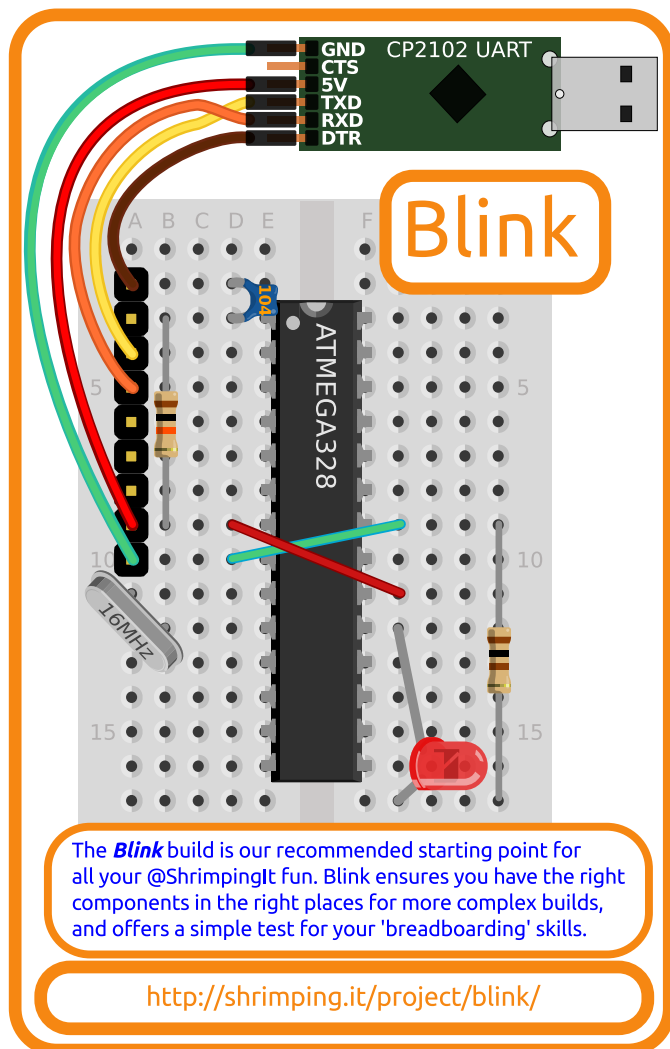 GND
CTS
5V
TXD
RXD
DTR
CP2102 UART
Blink
A B C D E F
104
ATMEGA328
5 5
10 10
16MHz
15 15
The Blink build is our recommended starting point for
all your @ShrimpingIt fun. Blink ensures you have the right
components in the right places for more complex builds,
and offers a simple test for your 'breadboarding' skills.
http://shrimping.it/project/blink/